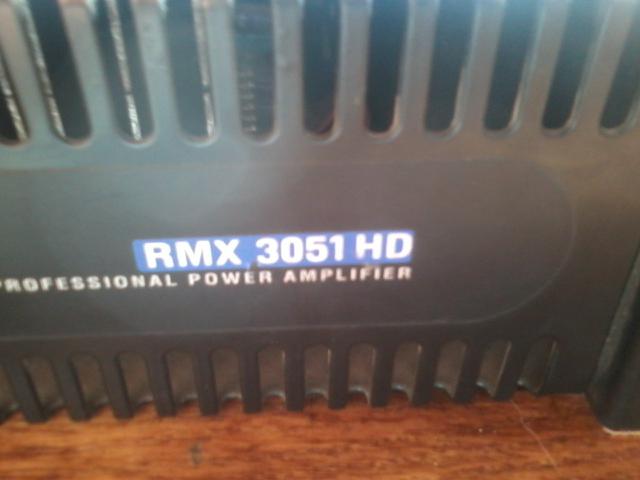 RMX 3051 HD
PROFESSIONAL POWER AMPLIFIER